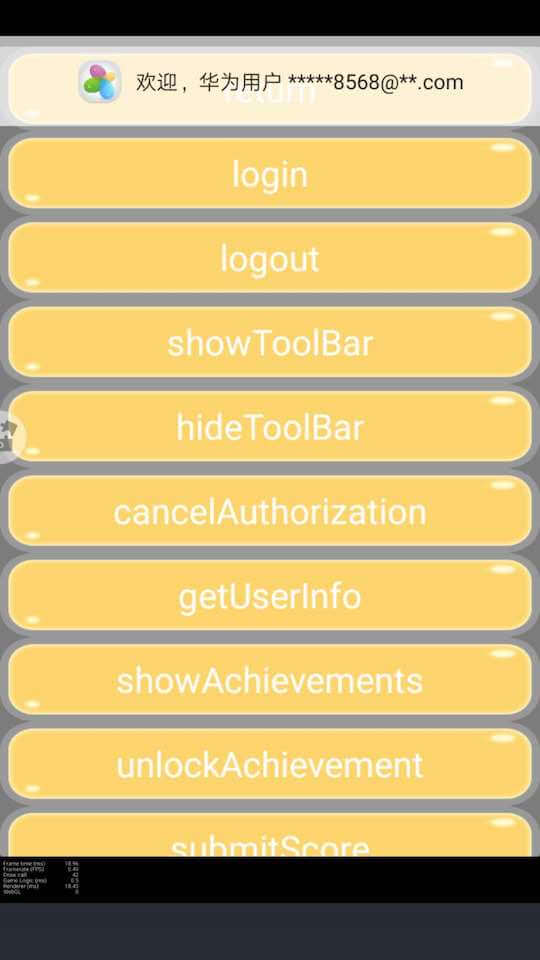 欢迎，华为用户 *****8568@**.com
return
login
logout
showToolBar
hideToolBar
cancelAuthorization
getUserInfo
showAchievements
unlockAchievement
submitScore
Frame time (ms) 18.96
Framerate (FPS)
Draw call 42
Game Logic (ms) 0.5
Renderer (ms) 18.45
WebGL 0